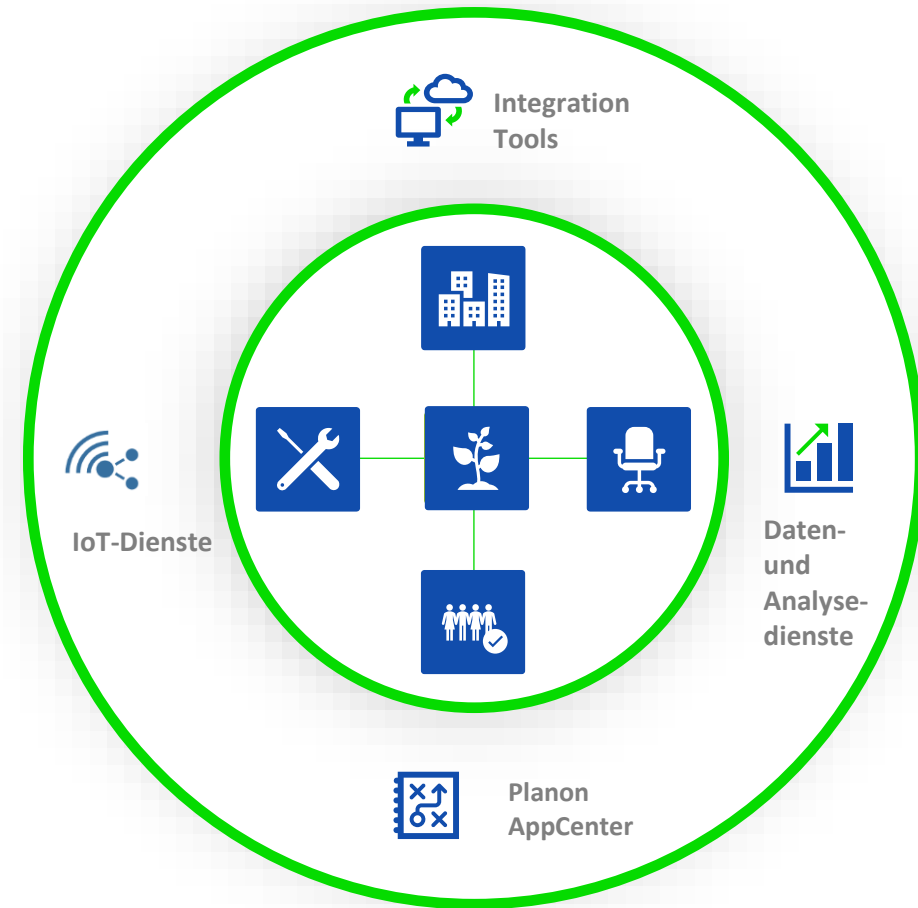 Integration
Tools
IoT-Dienste
Daten-
und
Analyse-
dienste
Planon
AppCenter